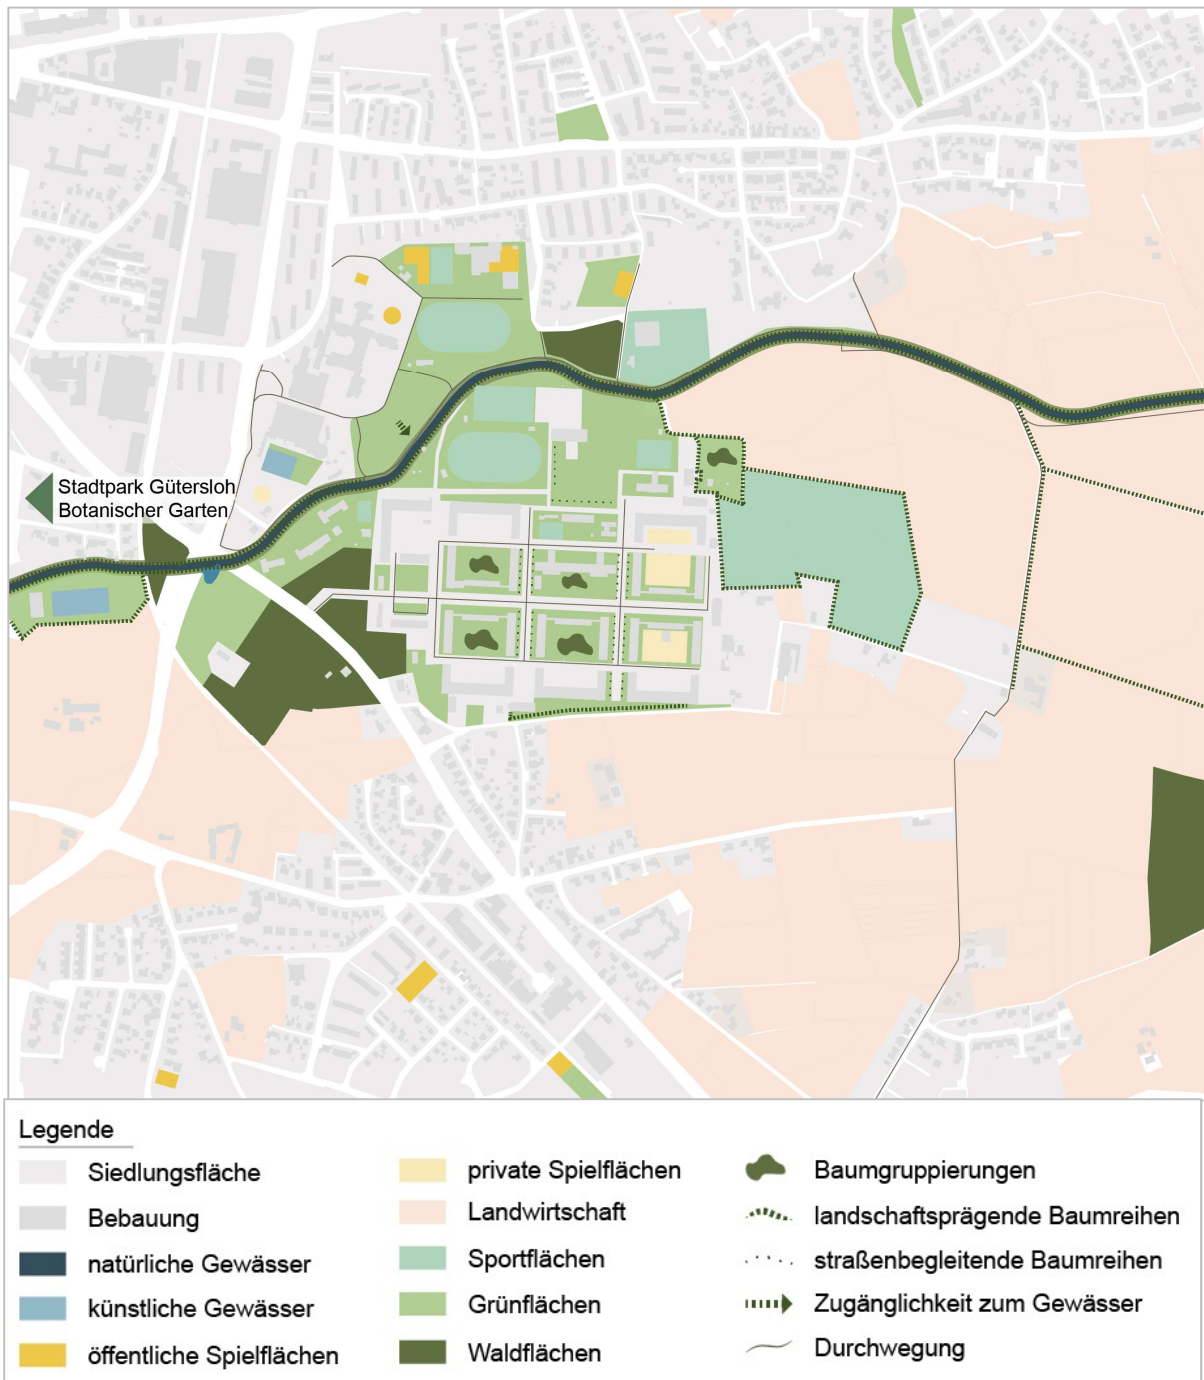 Stadtpark Gütersloh
Botanischer Garten
Legende
Siedlungsfläche
Bebauung
natürliche Gewässer
künstliche Gewässer
öffentliche Spielflächen
private Spielflächen
Landwirtschaft
Sportflächen
Grünflächen
Waldflächen
Baumgruppierungen
landschaftsprägende Baumreihen
straßenbegleitende Baumreihen
Zugänglichkeit zum Gewässer
Durchwegung